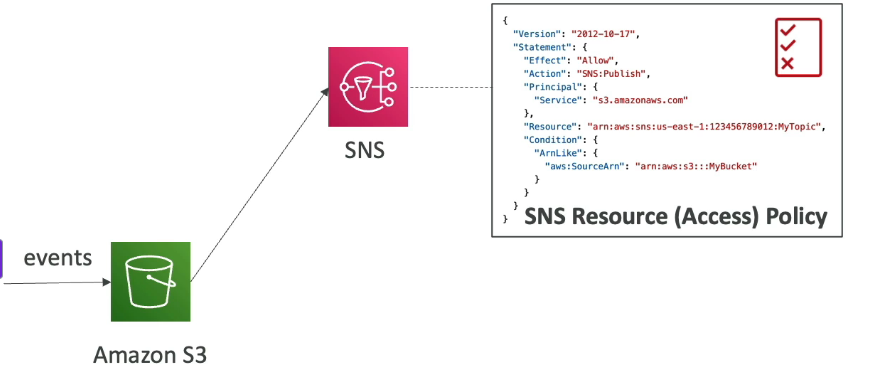 {
"Version": "2012-10-17",
"Statement": {
"Effect": "Allow",
"Action": "SNS:Publish",
"Principal": {
"Service": "s3.amazonaws.com"
},
"Resource": "arn:aws:sns:us-east-1:123456789012:MyTopic",
"Condition": {
"ArnLike": {
"aws:SourceArn": "arn:aws:s3:::MyBucket"
}
}
}
}
SNS Resource (Access) Policy
SNS
events
Amazon S3